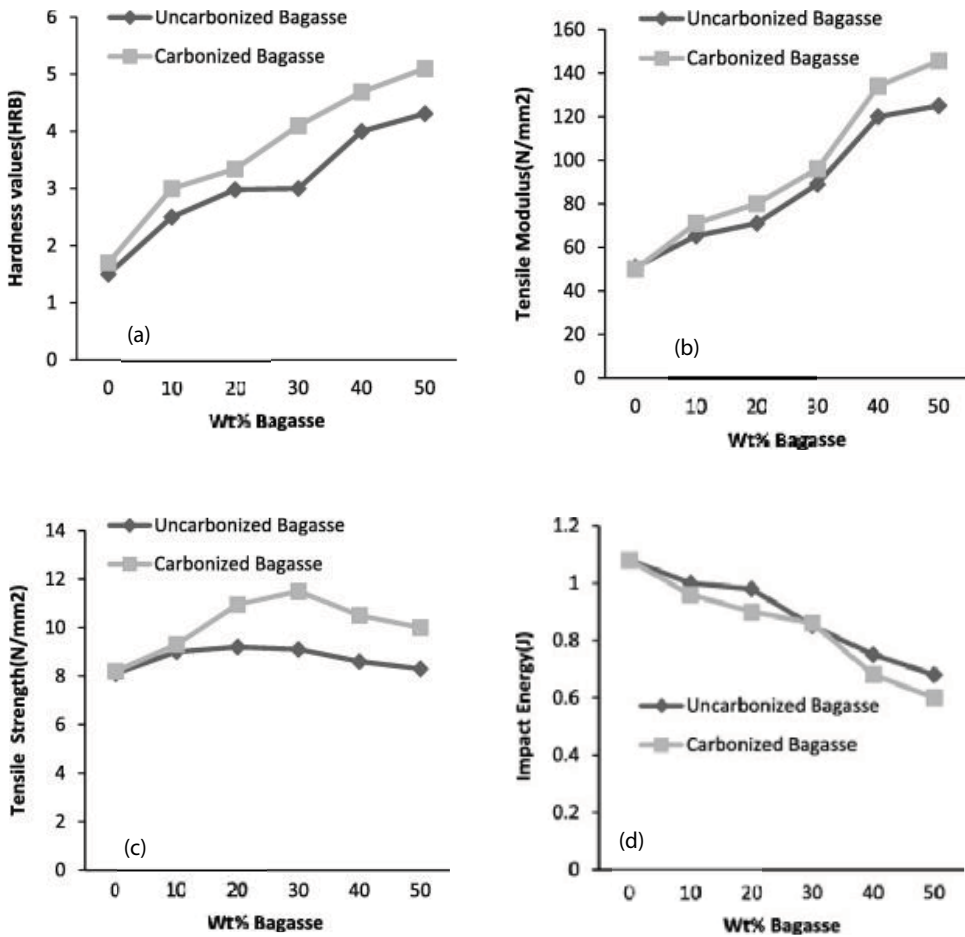 Uncarbonized Bagasse
Carbonized Bagasse
Hardness values(HRB)
6
5
4
3
2
1
0
(a)
0 10 20 30 40 50
Wt% Bagasse
Uncarbonized Bagasse
Carbonized Bagasse
Tensile Modulus(N/mm2)
160
140
120
100
80
60
40
20
0
(b)
0 10 20 30 40 50
Wt% Bagasse
Uncarbonized Bagasse
Carbonized Bagasse
Tensile Strength(N/mm2)
14
12
10
8
6
4
2
0
(c)
0 10 20 30 40 50
Wt% Bagasse
Impact Energy(J)
1.2
1
0.8
0.6
0.4
0.2
0
Uncarbonized Bagasse
Carbonized Bagasse
(d)
0 10 20 30 40 50
Wt% Bagasse